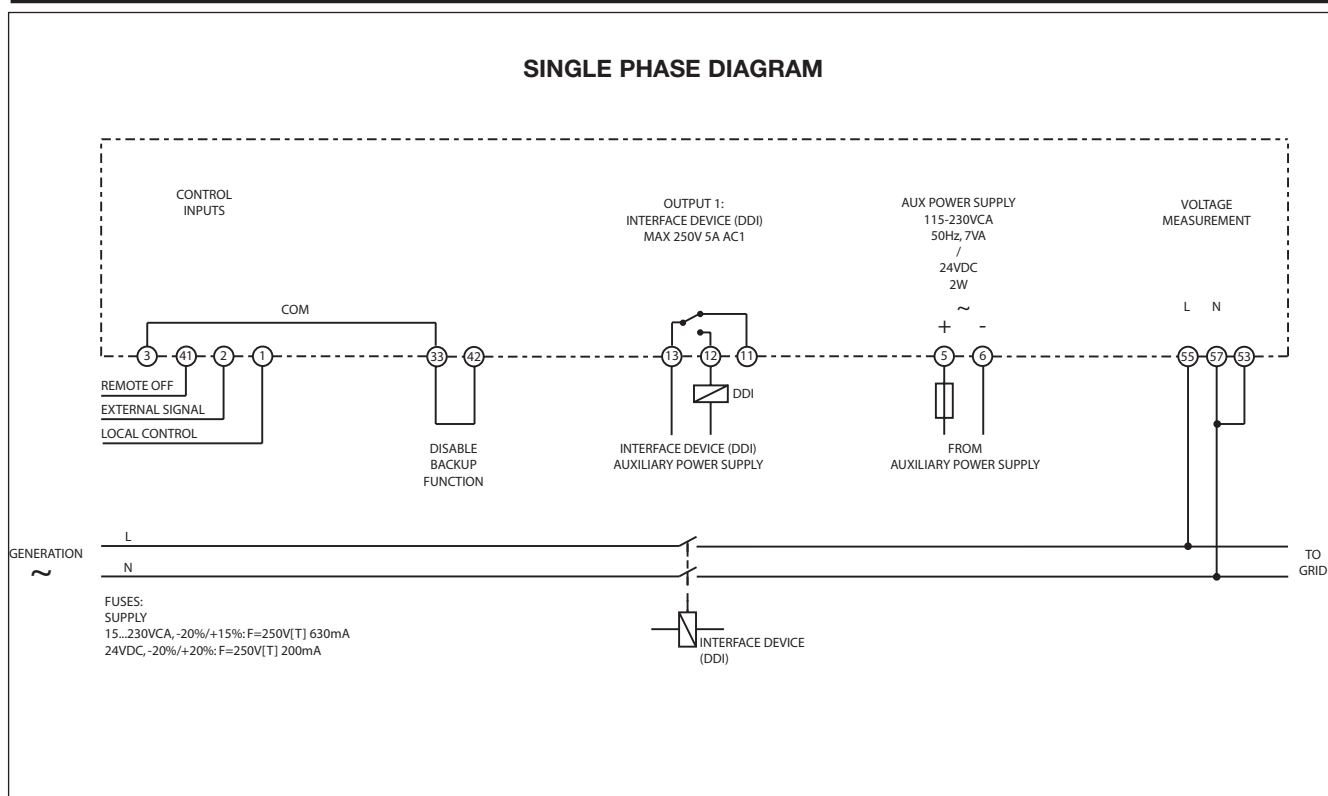 SINGLE PHASE DIAGRAM
CONTROL
INPUTS
OUTPUT 1:
INTERFACE DEVICE (DDI)
MAX 250V 5A AC1
AUX POWER SUPPLY
115-230VCA
50Hz, 7VA
/
24VDC
2W
~
+ -
VOLTAGE
MEASUREMENT
L N
COM
3 41 2 1 33 42 13 12 11 5 6 55 57 53
REMOTE OFF
EXTERNAL SIGNAL
LOCAL CONTROL
DISABLE
BACKUP
FUNCTION
DDI
INTERFACE DEVICE (DDI)
AUXILIARY POWER SUPPLY
FROM
AUXILIARY POWER SUPPLY
GENERATION
~
L
N
TO
GRID
FUSES:
SUPPLY
15...230VCA, -20%/+15%: F=250V[T] 630mA
24VDC, -20%/+20%: F=250V[T] 200mA
INTERFACE DEVICE
(DDI)